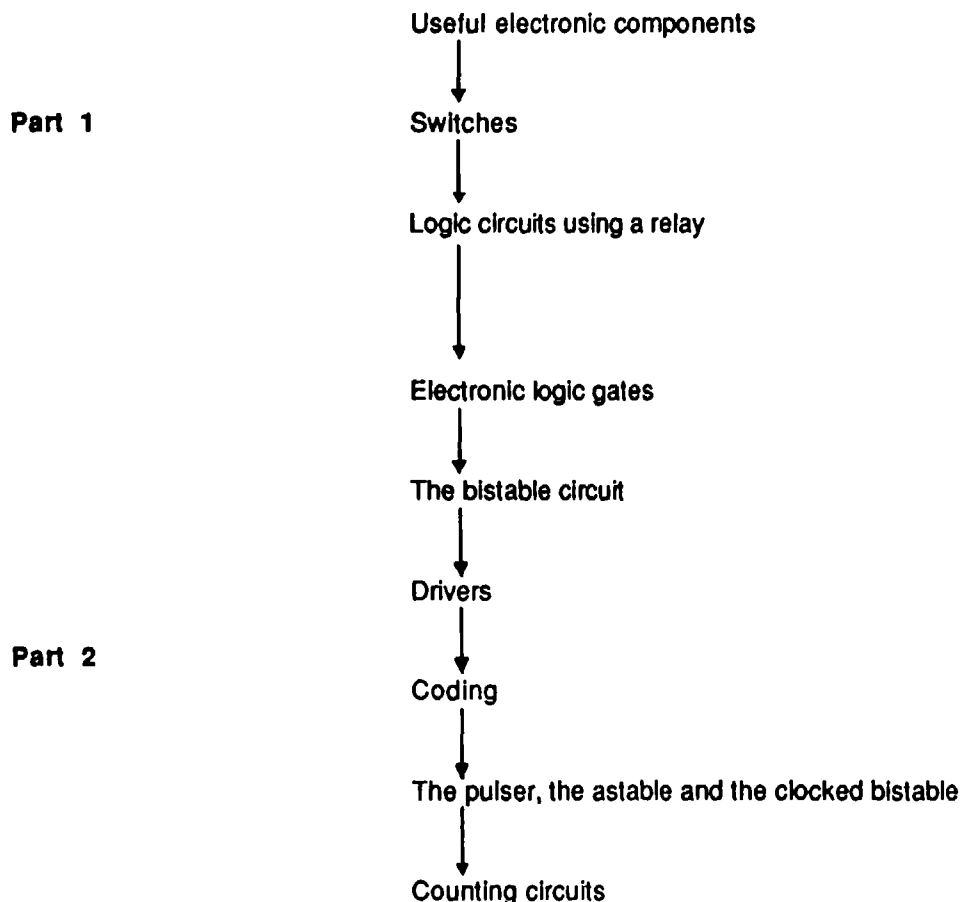 Useful electronic components
Part 1
Switches
Logic circuits using a relay
Electronic logic gates
The bistable circuit
Drivers
Part 2
Coding
The pulser, the astable and the clocked bistable
Counting circuits